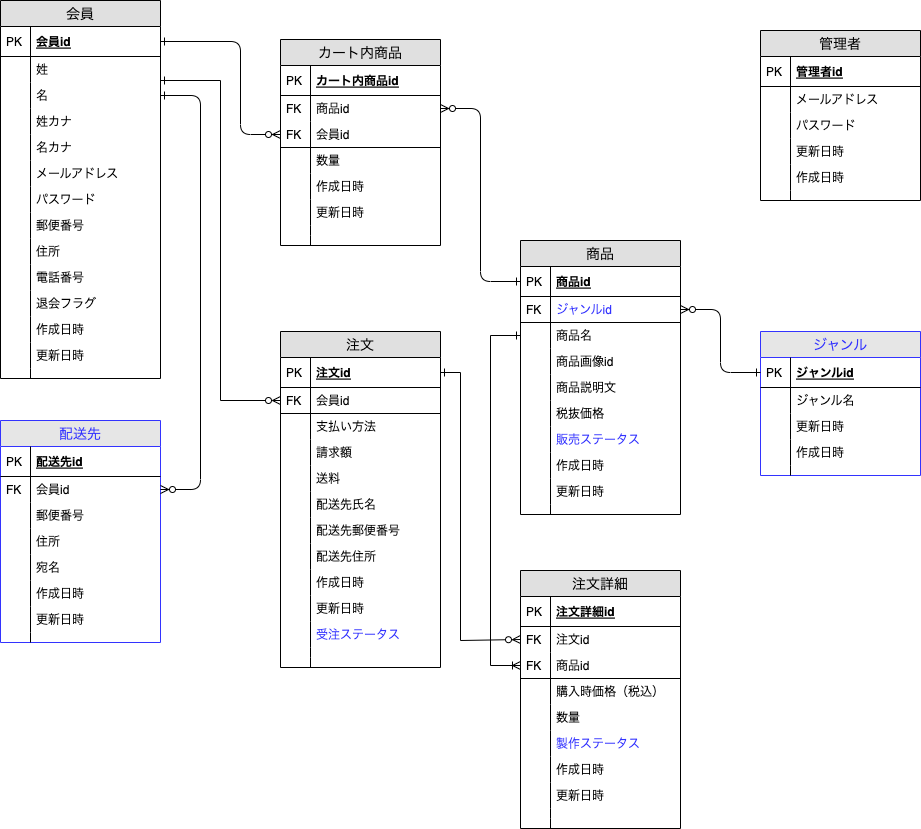 会員
PK 会員id
姓
名
姓カナ
名カナ
メールアドレス
パスワード
郵便番号
住所
電話番号
退会フラグ
作成日時
更新日時
配送先
PK 配送先id
FK 会員id
郵便番号
住所
宛名
作成日時
更新日時
カート内商品
PK カート内商品id
FK 商品id
FK 会員id
数量
作成日時
更新日時
注文
PK 注文id
FK 会員id
支払い方法
請求額
送料
配送先氏名
配送先郵便番号
配送先住所
作成日時
更新日時
受注ステータス
商品
PK 商品id
FK ジャンルid
商品名
商品画像id
商品説明文
税抜価格
販売ステータス
作成日時
更新日時
注文詳細
PK 注文詳細id
FK 注文id
FK 商品id
購入時価格（税込）
数量
製作ステータス
作成日時
更新日時
管理者
PK 管理者id
メールアドレス
パスワード
更新日時
作成日時
ジャンル
PK ジャンルid
ジャンル名
更新日時
作成日時